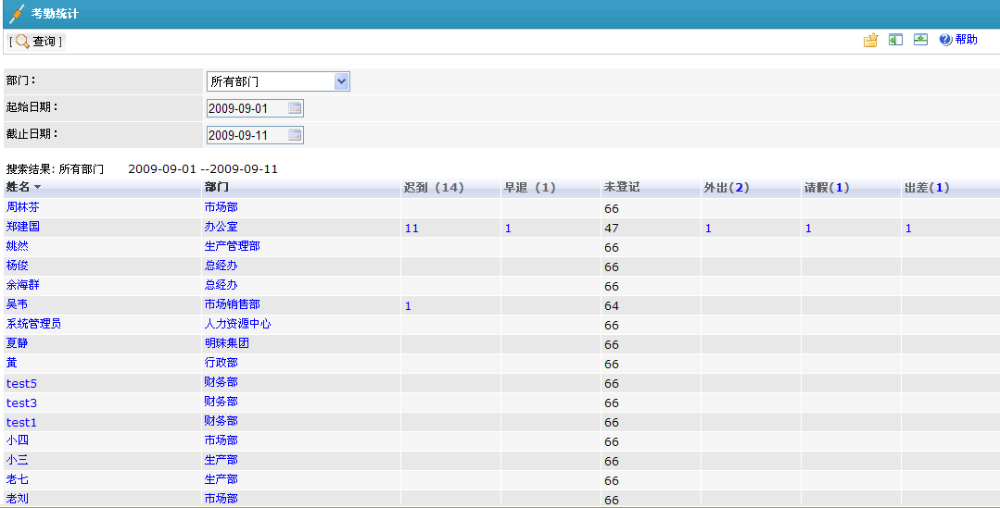 考勤统计
[ 查询 ] 帮助
部门： 所有部门
起始日期： 2009-09-01
截止日期： 2009-09-11
搜索结果: 所有部门 2009-09-01 --2009-09-11
姓名 部门 迟到（14） 早退（1） 未登记 外出(2) 请假(1) 出差(1)
周林芬 市场部 66
郑建国 办公室 11 1 47 1 1 1
姚然 生产管理部 66
杨俊 总经办 66
余海群 总经办 66
吴韦 市场销售部 1 64
系统管理员 人力资源中心 66
夏静 明珠集团 66
黄 行政部 66
test5 财务部 66
test3 财务部 66
test1 财务部 66
小四 市场部 66
小三 生产部 66
老七 生产部 66
老刘 市场部 66